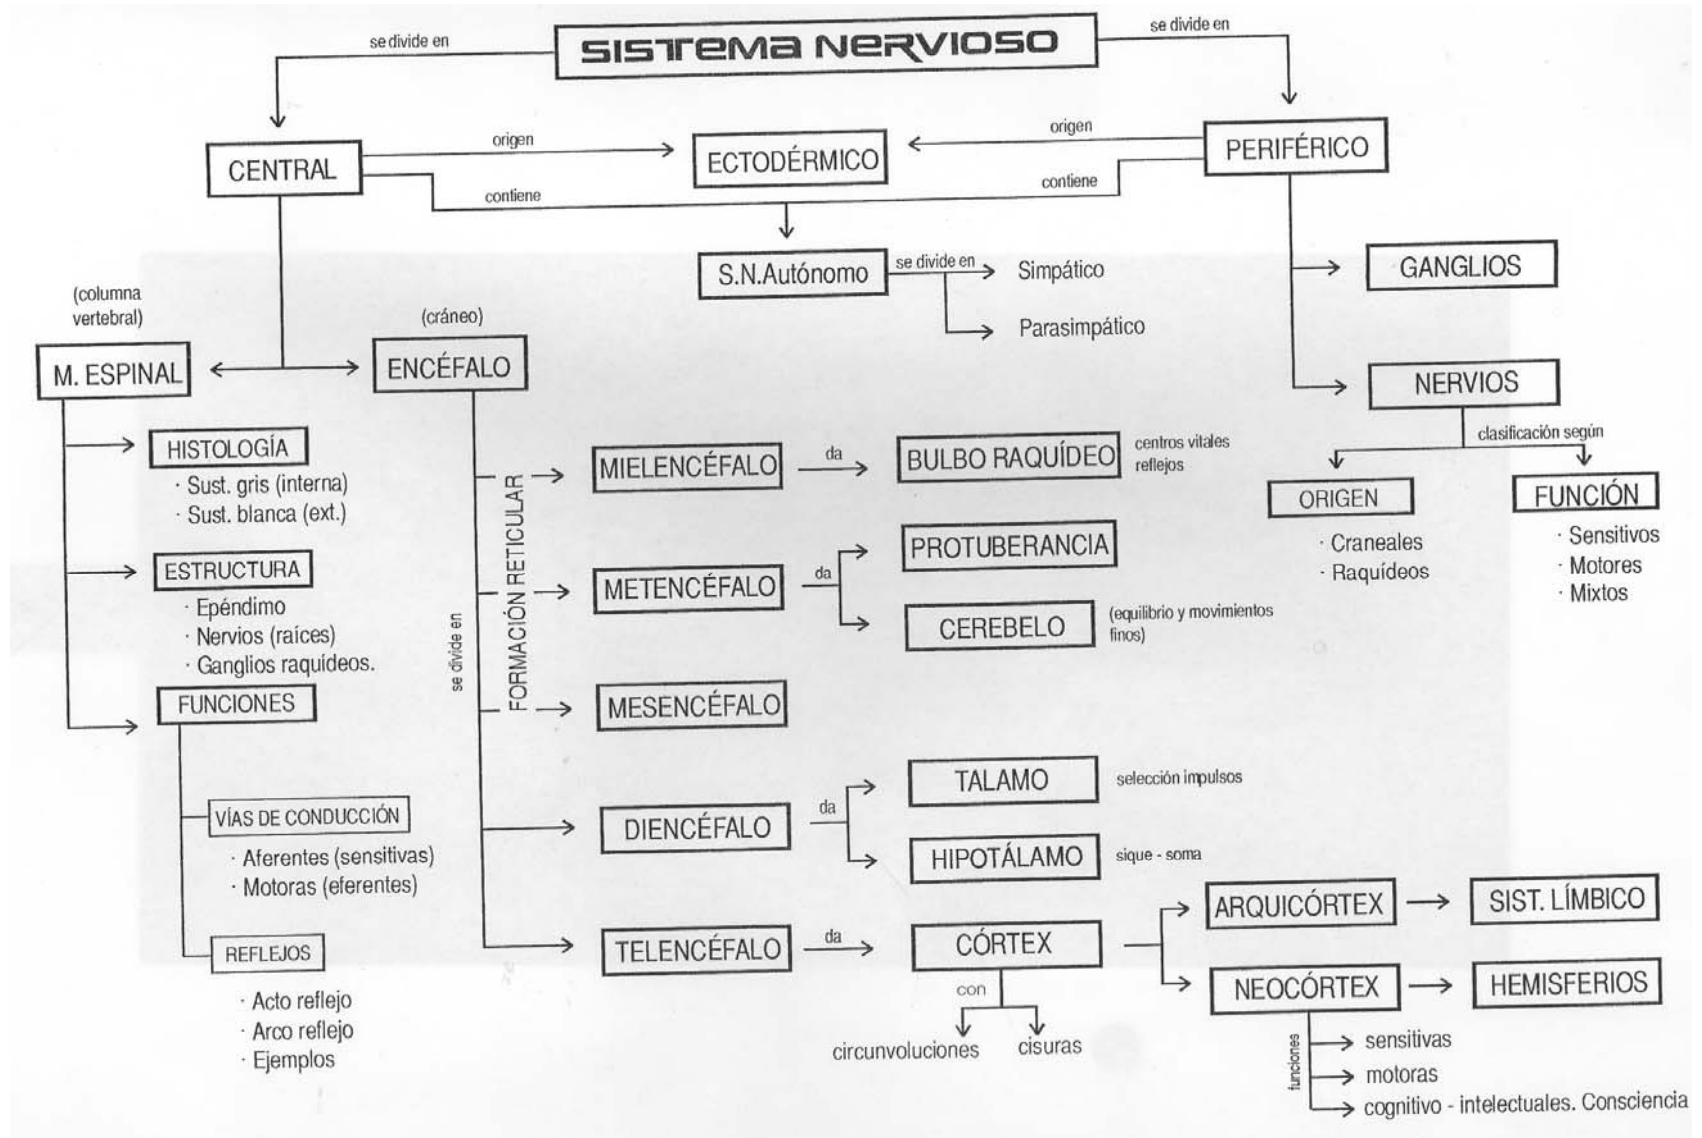 SISTEMA NERVIOSO
se divide en
se divide en
CENTRAL
origen
ECTODÉRMICO
origen
PERIFÉRICO
contiene
contiene
S.N.Autónomo
se divide en
Simpático
Parasimpático
GANGLIOS
NERVIOS
clasificación según
ORIGEN
· Craneales
· Raquídeos
FUNCIÓN
· Sensitivos
· Motores
· Mixtos
(columna
vertebral)
M. ESPINAL
(cráneo)
ENCÉFALO
HISTOLOGÍA
· Sust. gris (interna)
· Sust. blanca (ext.)
ESTRUCTURA
· Epéndimo
· Nervios (raíces)
· Ganglios raquídeos.
FUNCIONES
VÍAS DE CONDUCCIÓN
· Aferentes (sensitivas)
· Motoras (eferentes)
REFLEJOS
· Acto reflejo
· Arco reflejo
· Ejemplos
se divide en
FORMACIÓN RETICULAR
MIELENCÉFALO
da
BULBO RAQUÍDEO
centros vitales
reflejos
METENCÉFALO
da
PROTUBERANCIA
CEREBELO
(equilibrio y movimientos
finos)
MESENCÉFALO
DIENCÉFALO
da
TALAMO
selección impulsos
HIPOTÁLAMO
sique - soma
TELENCÉFALO
da
CÓRTEX
con
circunvoluciones
cisuras
ARQUICÓRTEX
SIST. LÍMBICO
NEOCÓRTEX
HEMISFERIOS
funciones
sensitivas
motoras
cognitivo - intelectuales. Consciencia